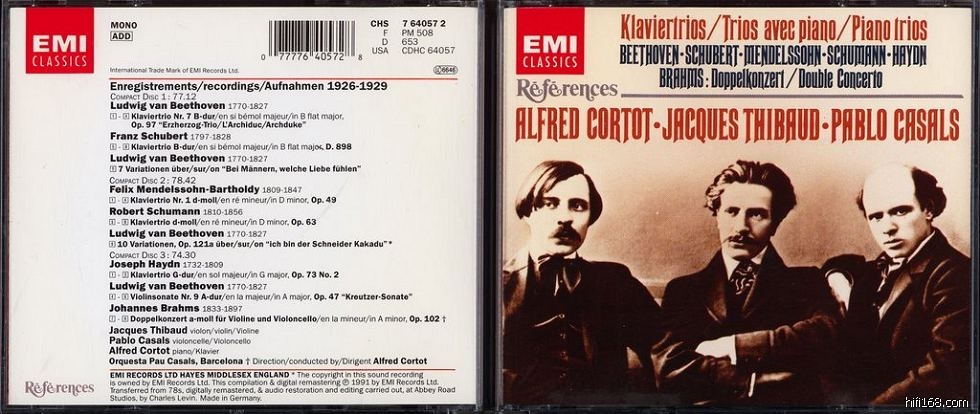 EMI
CLASSICS
MONO
ADD
CHS 7 64057 2
F PM 508
D 653
USA CDHC 64057
0 77776 40572 8
International Trade Mark of EMI Records Ltd.
6646
Enregistrements/recordings/Aufnahmen 1926-1929
COMPACT DISC 1 : 77.12
Ludwig van Beethoven 1770-1827
1 - 4 Klaviertrio Nr. 7 B-dur/en si bémol majeur/in B flat major,
Op. 97 "Erzherzog-Trio/L'Archiduc/Archduke"
Franz Schubert 1797-1828
Klaviertrio B-dur/en si bémol majeur/in B flat major, D. 898
Ludwig van Beethoven 1770-1827
7 Variationen über/sur/on "Bei Männern, welche Liebe fühlen"
COMPACT DISC 2 : 78.42
Felix Mendelssohn-Bartholdy 1809-1847
1 - 4 Klaviertrio Nr. 1 d-moll/en ré mineur/in D minor, Op. 49
Robert Schumann 1810-1856
Klaviertrio d-moll/en ré mineur/in D minor, Op. 63
Ludwig van Beethoven 1770-1827
10 Variationen, Op. 121a über/sur/on "ich bin der Schneider Kakadu" *
COMPACT DISC 3 : 74.30
Joseph Haydn 1732-1809
Klaviertrio G-dur/en sol majeur/in G major, Op. 73 No. 2
Ludwig van Beethoven 1770-1827
Violinsonate Nr. 9 A-dur/en la majeur/in A major, Op. 47 "Kreutzer-Sonate"
Johannes Brahms 1833-1897
Doppelkonzert a-moll für Violine und Violoncello/en la mineur/in A minor, Op. 102 †
Jacques Thibaud violon/violin/Violine
Pablo Casals violoncelle/Violoncello
Alfred Cortot piano/Klavier
Orquesta Pau Casals, Barcelona † Direction/conducted by/Dirigent Alfred Cortot
Références
EMI RECORDS LTD HAYES MIDDLESEX ENGLAND * The copyright in this sound recording
is owned by EMI Records Ltd. This compilation & digital remastering ℗ 1991 by EMI Records Ltd.
Transferred from 78s, digitally remastered, & audio restoration and editing carried out, at Abbey Road
Studios, by Charles Levin. Made in Germany.
EMI
CLASSICS
Klaviertrios/Trios avec piano/Piano trios
BEETHOVEN·SCHUBERT·MENDELSSOHN·SCHUMANN·HAYDN
BRAHMS: Doppelkonzert/Double Concerto
Références
ALFRED CORTOT·JACQUES THIBAUD·PABLO CASALS
hifi168.com